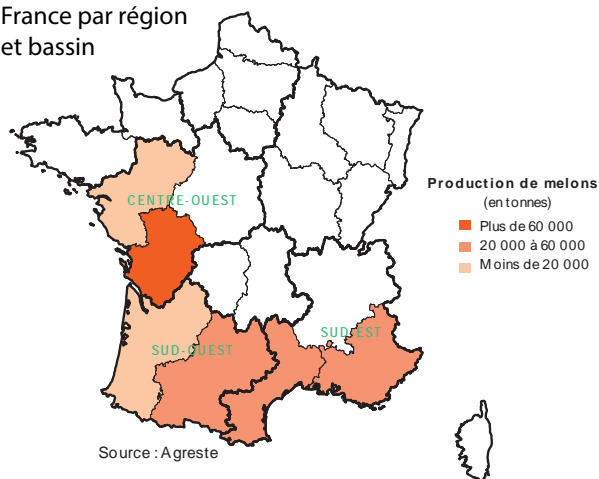 France par région
et bassin
CENTRE-OUEST
Production de melons
(en tonnes)
Plus de 60 000
20 000 à 60 000
Moins de 20 000
SUD-EST
SUD-OUEST
Source : Agreste